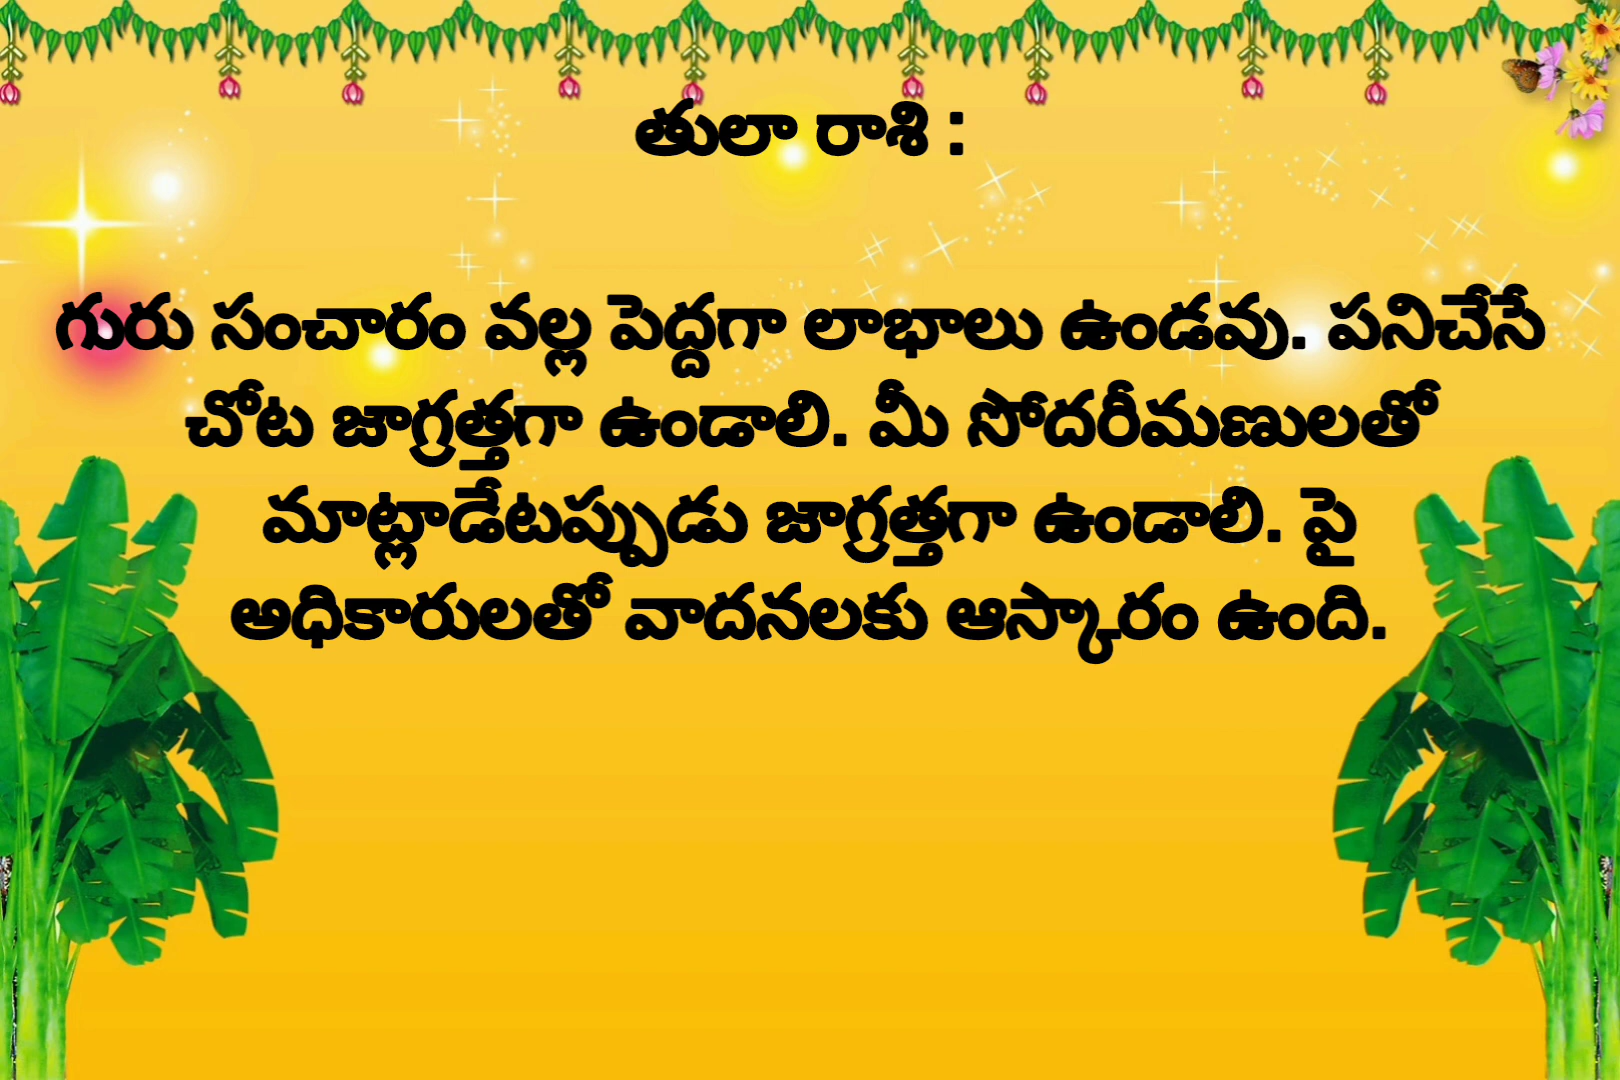 తులా రాశి :
గురు సంచారం వల్ల పెద్దగా లాభాలు ఉండవు. పనిచేసే
చోట జాగ్రత్తగా ఉండాలి. మీ సోదరీమణులతో
మాట్లాడేటప్పుడు జాగ్రత్తగా ఉండాలి. పై
అధికారులతో వాదనలకు ఆస్కారం ఉంది.